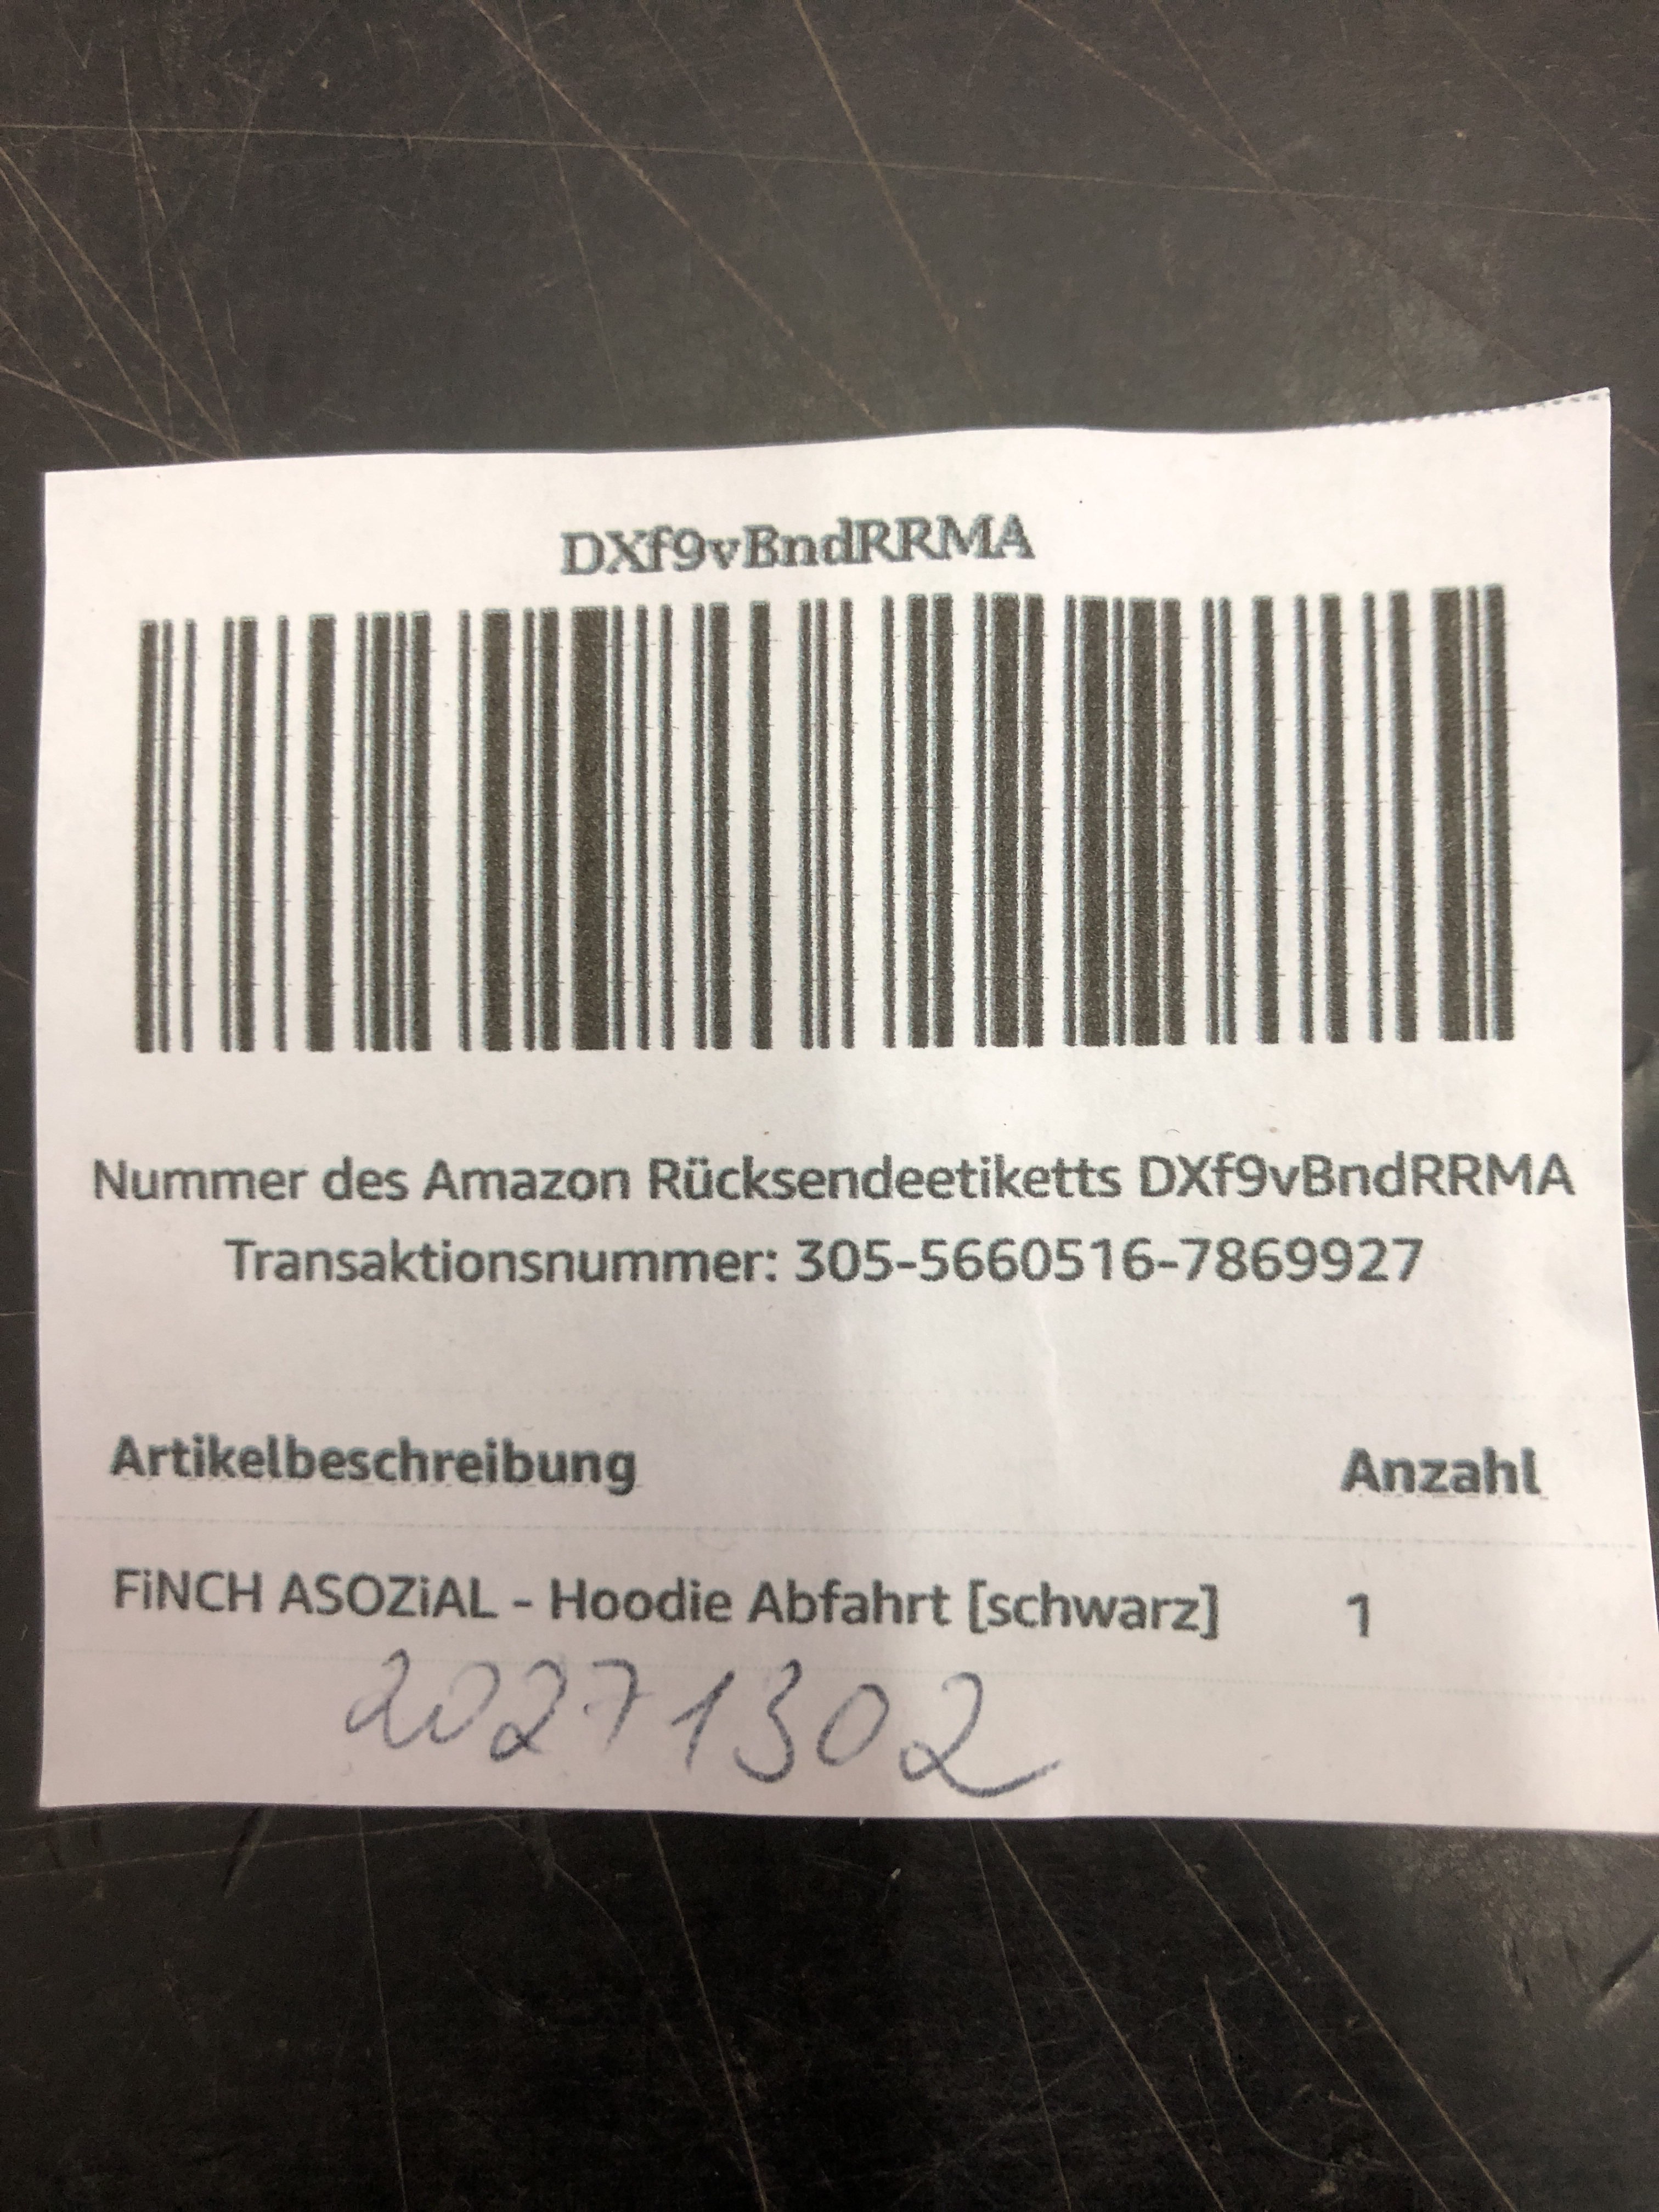 DXf9vBndRRMA
Nummer des Amazon Rücksendeetiketts DXf9vBndRRMA
Transaktionsnummer: 305-5660516-7869927
Artikelbeschreibung Anzahl
FiNCH ASOZiAL - Hoodie Abfahrt [schwarz] 1
20271302